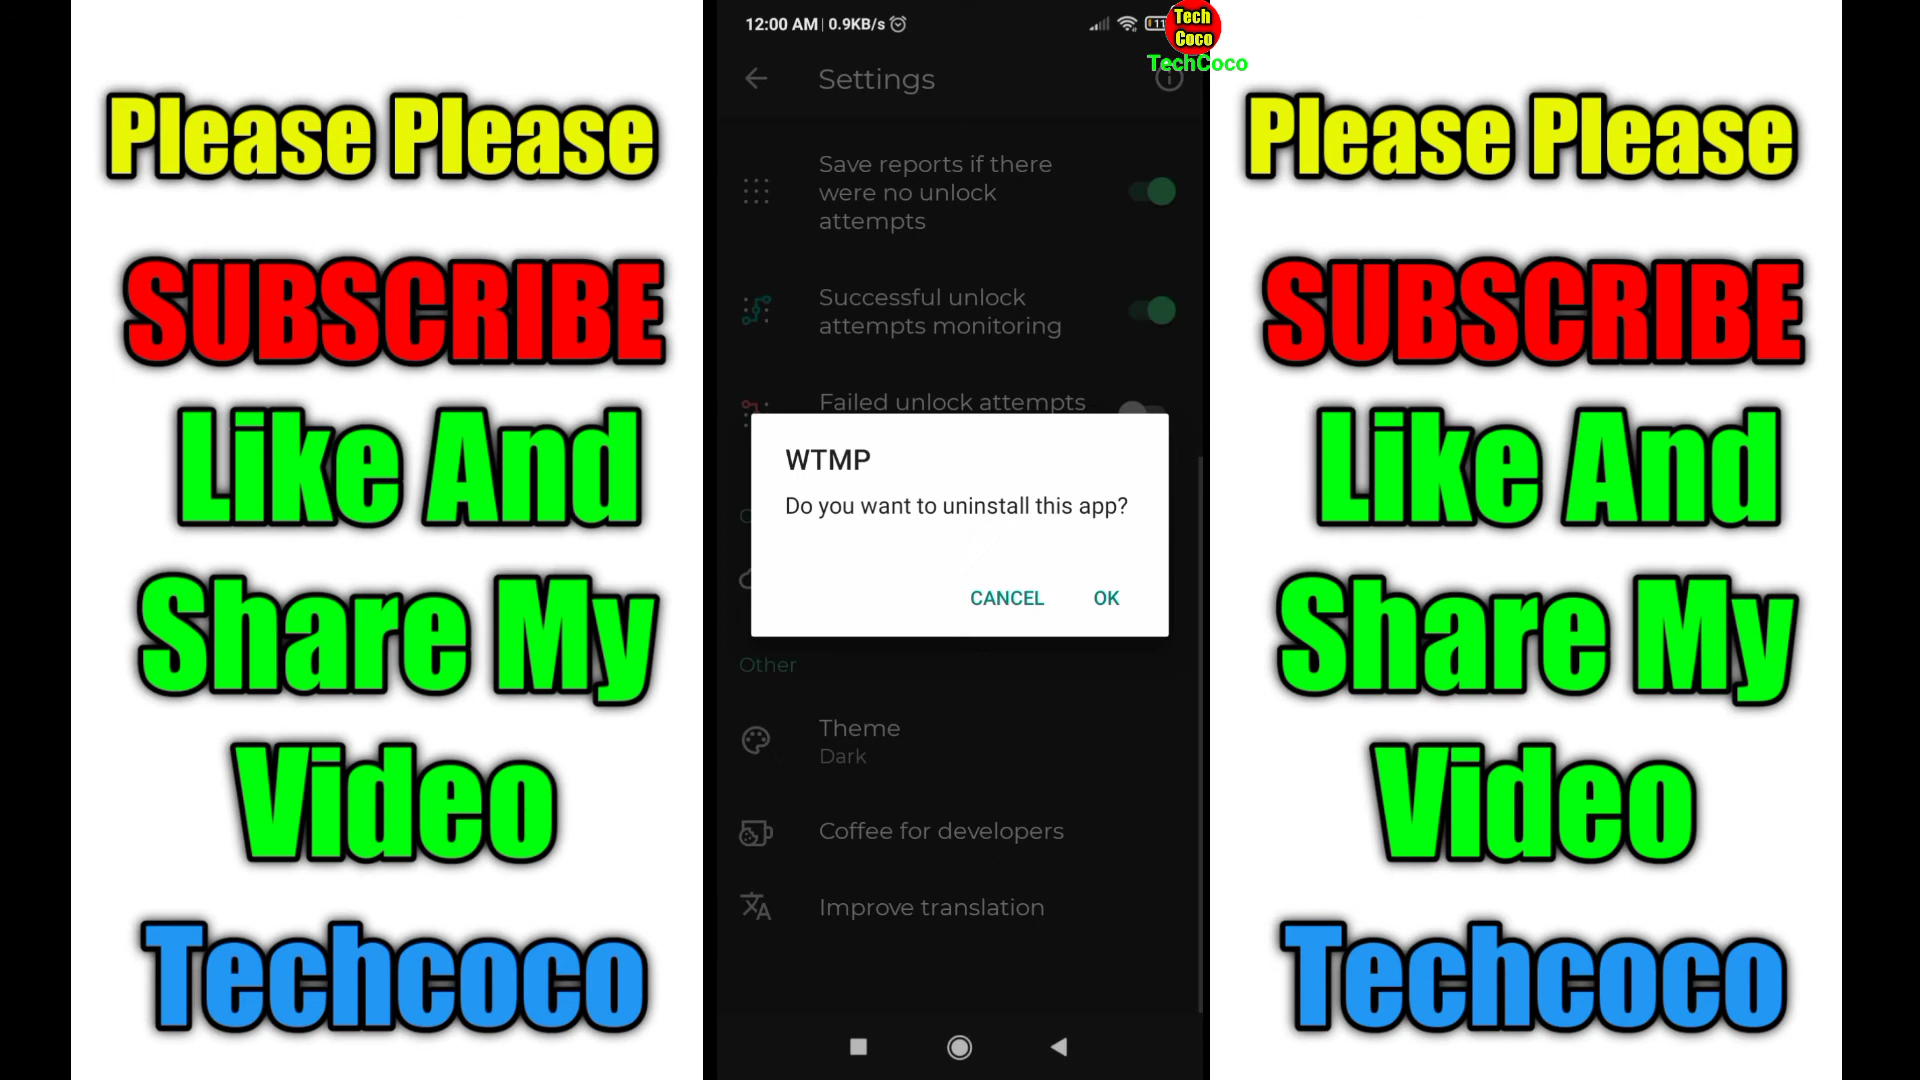 Please Please
SUBSCRIBE
Like And
Share My
Video
Techcoco
12:00 AM | 0.9KB/s
Tech
Coco
TechCoco
Settings
Save reports if there
were no unlock
attempts
Successful unlock
attempts monitoring
Failed unlock attempts
WTMP
Do you want to uninstall this app?
CANCEL OK
Other
Theme
Dark
Coffee for developers
Improve translation
Please Please
SUBSCRIBE
Like And
Share My
Video
Techcoco